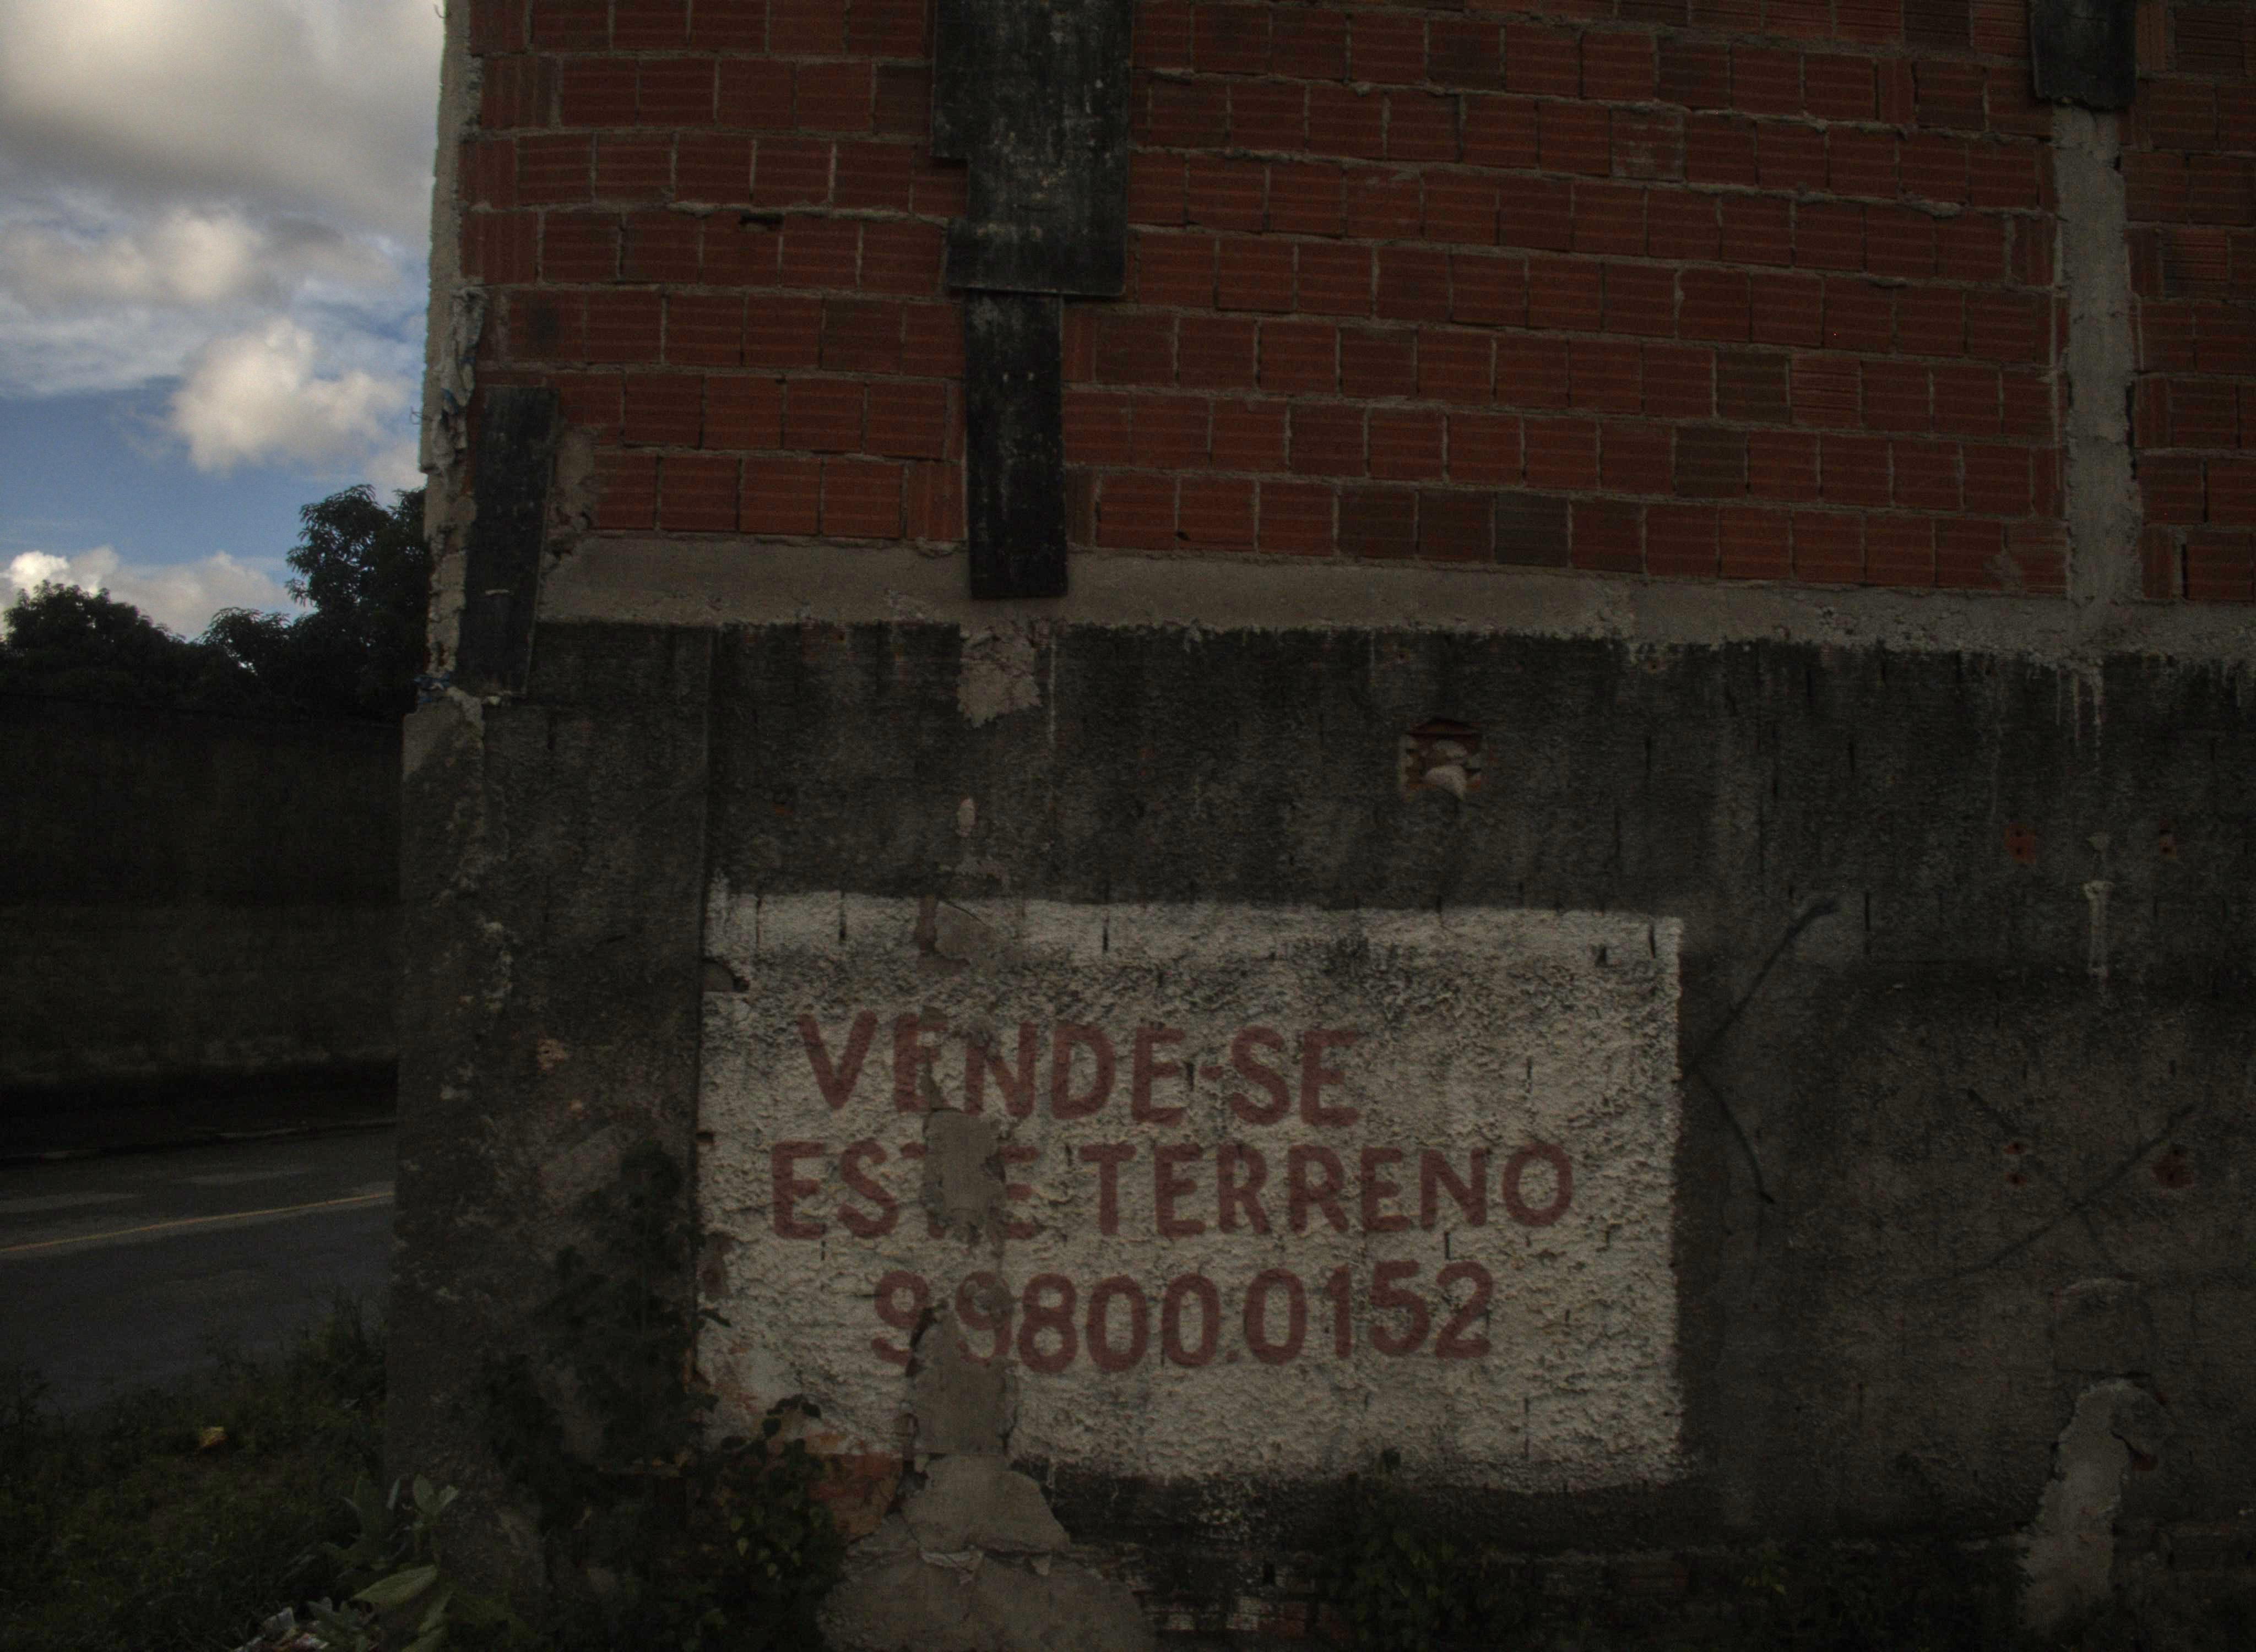 VENDE-SE
ESTE TERRENO
99800.0152